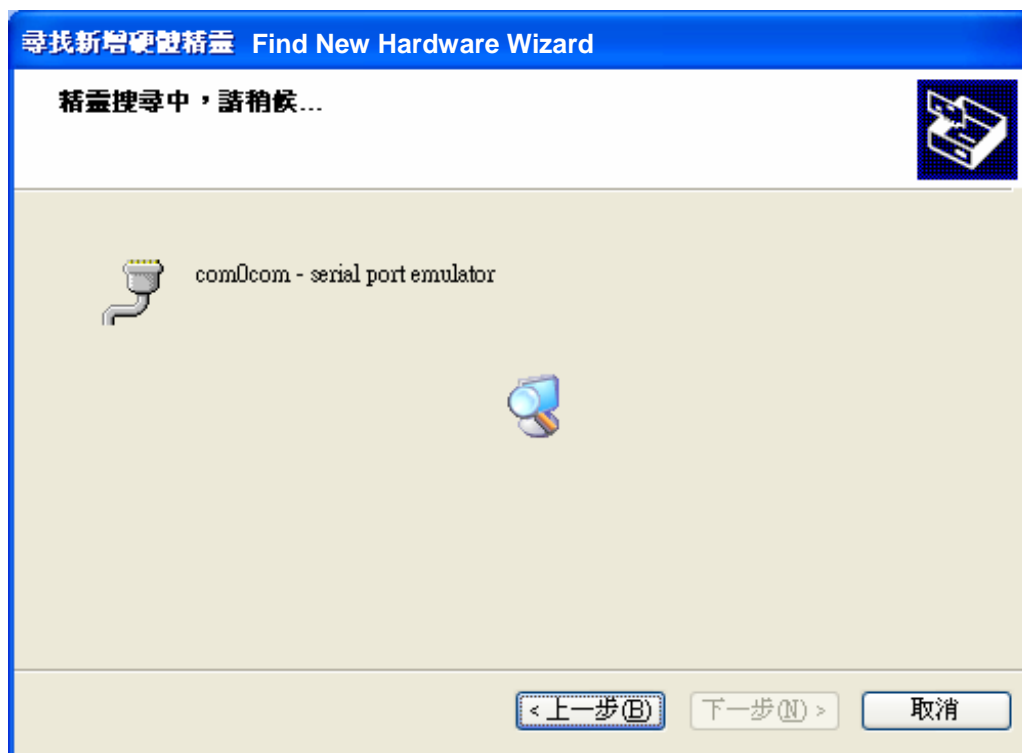 尋找新增硬體精靈 Find New Hardware Wizard
精靈搜尋中，請稍候...
com0com - serial port emulator
<上一步(B)
下一步(N) >
取消